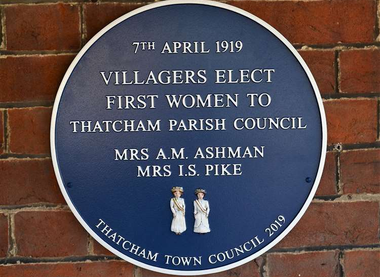 7TH APRIL 1919
VILLAGERS ELECT
FIRST WOMEN TO
THATCHAM PARISH COUNCIL
MRS A.M. ASHMAN
MRS I.S. PIKE
THATCHAM TOWN COUNCIL 2019